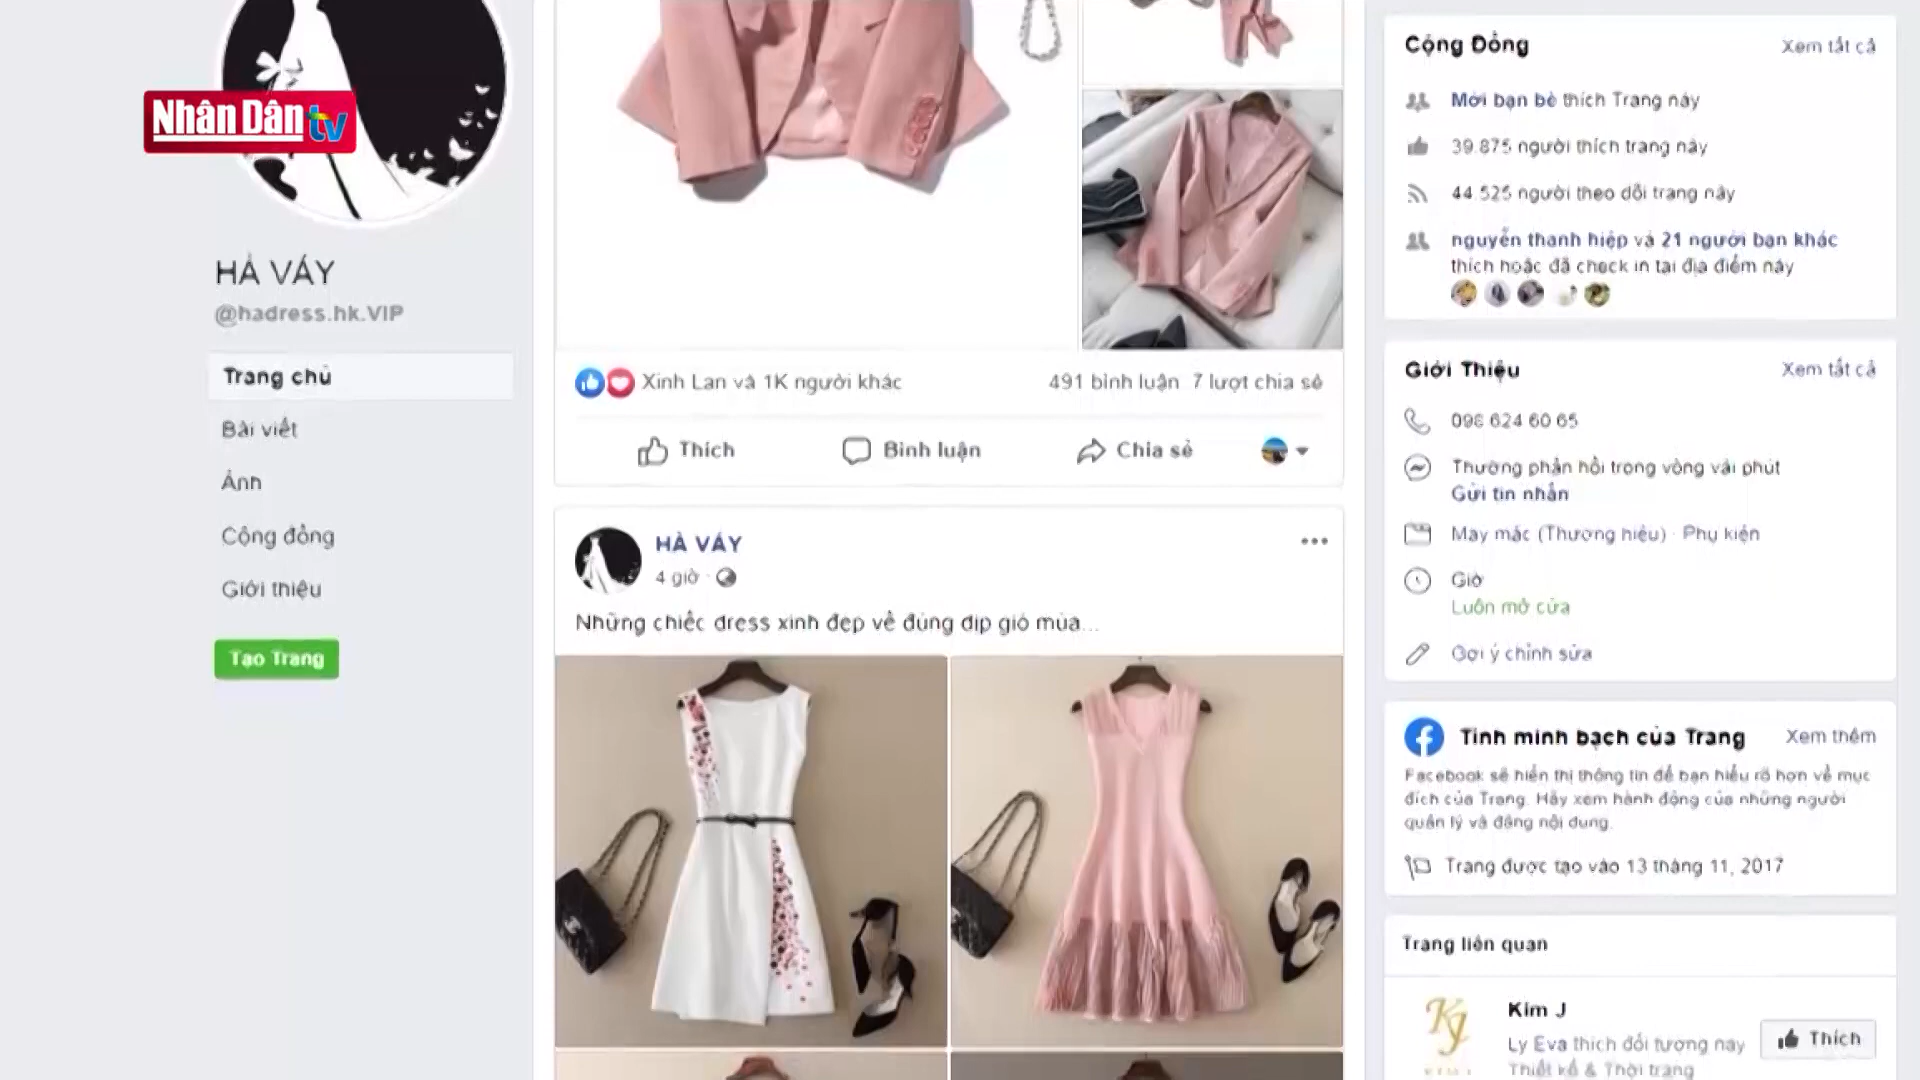 Nhân Dân tv
HÀ VÁY
@hadress.hk.VIP
Trang chủ
Bài viết
Ảnh
Cộng đồng
Giới thiệu
Tạo Trang
Xinh Lan và 1K người khác
491 bình luận 7 lượt chia sẻ
Thích
Bình luận
Chia sẻ
HÀ VÁY
4 giờ ·
Những chiếc dress xinh đẹp về đúng dịp gió mùa...
Cộng Đồng
Xem tất cả
Mời bạn bè thích Trang này
39.875 người thích trang này
44.525 người theo dõi trang này
nguyễn thanh hiệp và 21 người bạn khác
thích hoặc đã check in tại địa điểm này
Giới Thiệu
Xem tất cả
624 60 65
Thường phản hồi trong vòng vài phút
Gửi tin nhắn
May mặc (Thương hiệu) · Phụ kiện
Giờ
Luôn mở cửa
Gợi ý chỉnh sửa
Tính minh bạch của Trang
Xem thêm
Facebook sẽ hiển thị thông tin để bạn hiểu rõ hơn về mục
đích của Trang. Hãy xem hành động của những người
quản lý và đăng nội dung.
Trang được tạo vào 13 tháng 11, 2017
Trang liên quan
Kim J
Ly Eva thích đối tượng này
Thích
Thiết kế & Thời trang